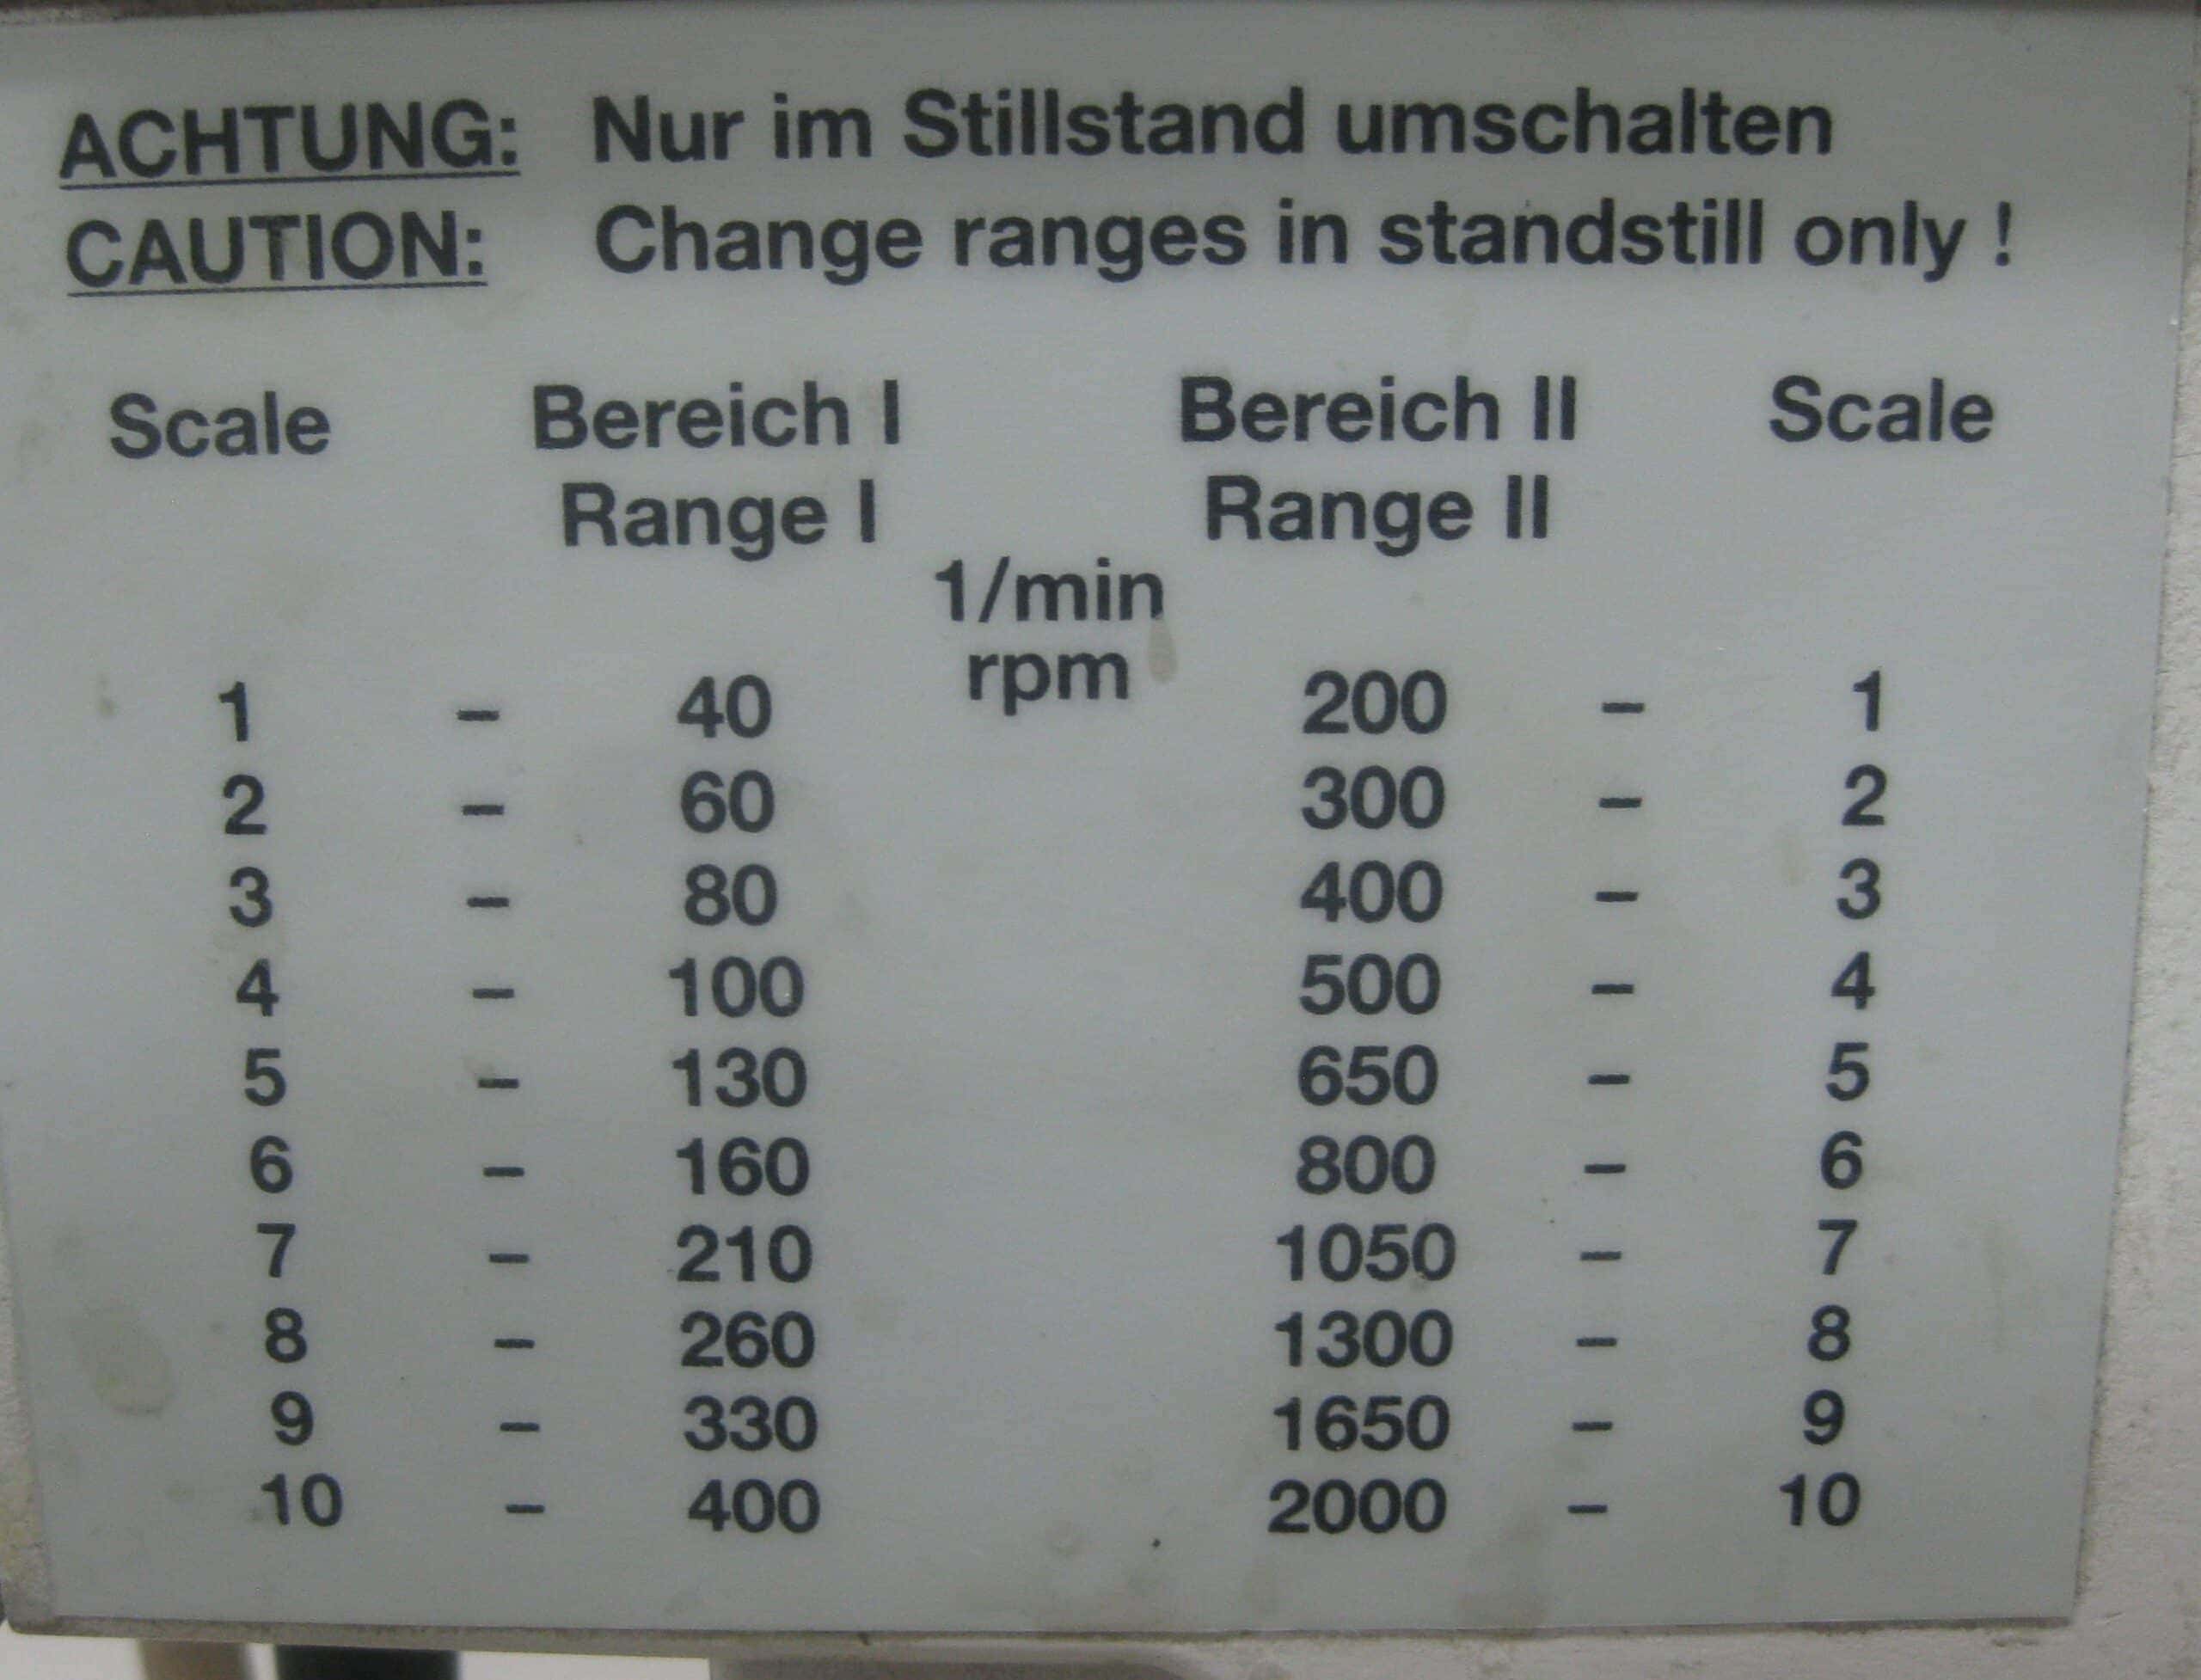 ACHTUNG: Nur im Stillstand umschalten
CAUTION: Change ranges in standstill only !
Scale Bereich I Bereich II Scale
Range I Range II
1/min
rpm
1 – 40 200 – 1
2 – 60 300 – 2
3 – 80 400 – 3
4 – 100 500 – 4
5 – 130 650 – 5
6 – 160 800 – 6
7 – 210 1050 – 7
8 – 260 1300 – 8
9 – 330 1650 – 9
10 – 400 2000 – 10